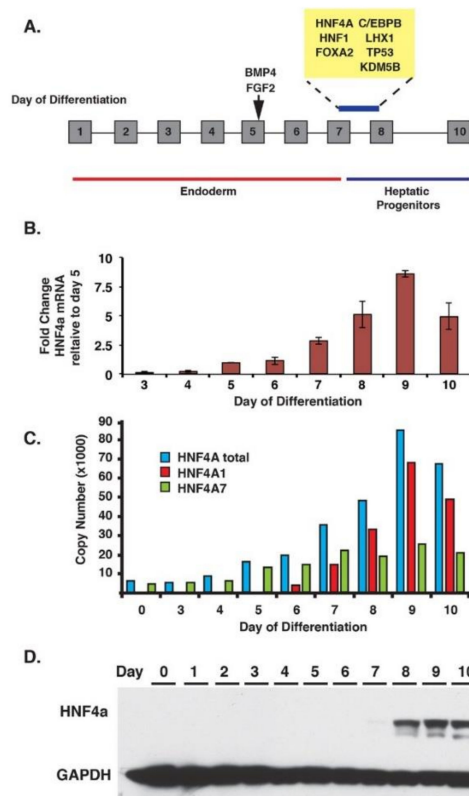 A.
HNF4A C/EBPB
HNF1 LHX1
FOXA2 TP53
KDM5B
BMP4
FGF2
Day of Differentiation
1 2 3 4 5 6 7 8 10
Endoderm
Heptatic
Progenitors
B.
Fold Change
HNF4a mRNA
reltaive to day 5
10
7.5
5
2.5
0
3 4 5 6 7 8 9 10
Day of Differentiation
C.
Copy Number (x1000)
90
80
70
60
50
40
30
20
10
HNF4A total
HNF4A1
HNF4A7
0 3 4 5 6 7 8 9 10
Day of Differentiation
D.
Day 0 1 2 3 4 5 6 7 8 9 10
HNF4a
GAPDH